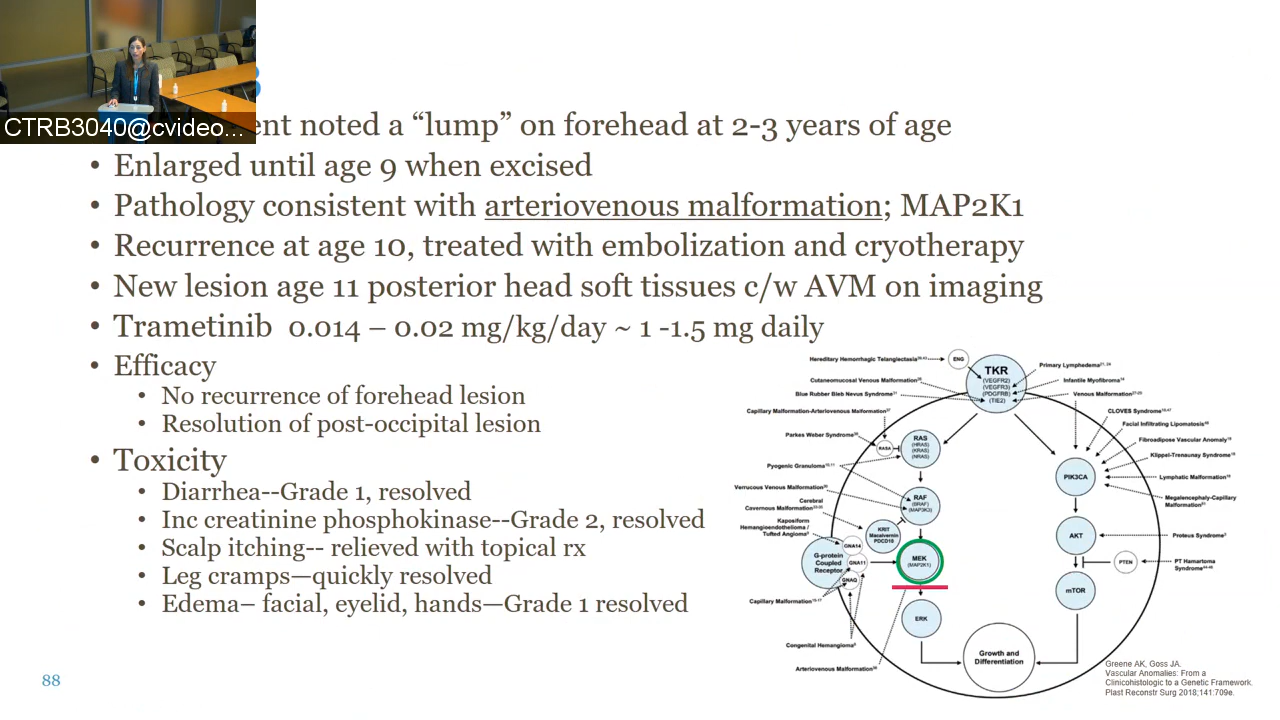 CTRB3040@cvideo...
ent noted a “lump” on forehead at 2-3 years of age
• Enlarged until age 9 when excised
• Pathology consistent with arteriovenous malformation; MAP2K1
• Recurrence at age 10, treated with embolization and cryotherapy
• New lesion age 11 posterior head soft tissues c/w AVM on imaging
• Trametinib 0.014 – 0.02 mg/kg/day ~ 1 -1.5 mg daily
• Efficacy
• No recurrence of forehead lesion
• Resolution of post-occipital lesion
• Toxicity
• Diarrhea--Grade 1, resolved
• Inc creatinine phosphokinase--Grade 2, resolved
• Scalp itching-- relieved with topical rx
• Leg cramps—quickly resolved
• Edema– facial, eyelid, hands—Grade 1 resolved
88
Hereditary Hemorrhagic Telangiectasia
Cutaneomucosal Venous Malformation
Blue Rubber Bleb Nevus Syndrome
Capillary Malformation-Arteriovenous Malformation
Parkes Weber Syndrome
Pyogenic Granuloma
Verrucous Venous Malformation
Cerebral
Cavernous Malformation
Kaposiform
Hemangioendothelioma /
Tufted Angioma
G-protein
Coupled
Receptor
Capillary Malformation
Congenital Hemangioma
Arteriovenous Malformation
ENG
TKR
(VEGFR2)
(VEGFR3)
(PDGFRB)
(TIE2)
RASA
RAS
(HRAS)
(KRAS)
(NRAS)
RAF
(BRAF)
(MAP3K3)
KRIT
Macalvernin
PDCD10
GNA14
GNA11
GNAQ
MEK
(MAP2K1)
ERK
Growth and
Differentiation
Primary Lymphedema
Infantile Myofibroma
Venous Malformation
CLOVES Syndrome
Facial Infiltrating Lipomatosis
Fibroadipose Vascular Anomaly
Klippel-Trenaunay Syndrome
Lymphatic Malformation
Megalencephaly-Capillary
Malformation
Proteus Syndrome
PT Hamartoma
Syndrome
PIK3CA
AKT
PTEN
mTOR
Greene AK, Goss JA.
Vascular Anomalies: From a
Clinicohistologic to a Genetic Framework.
Plast Reconstr Surg 2018;141:709e.